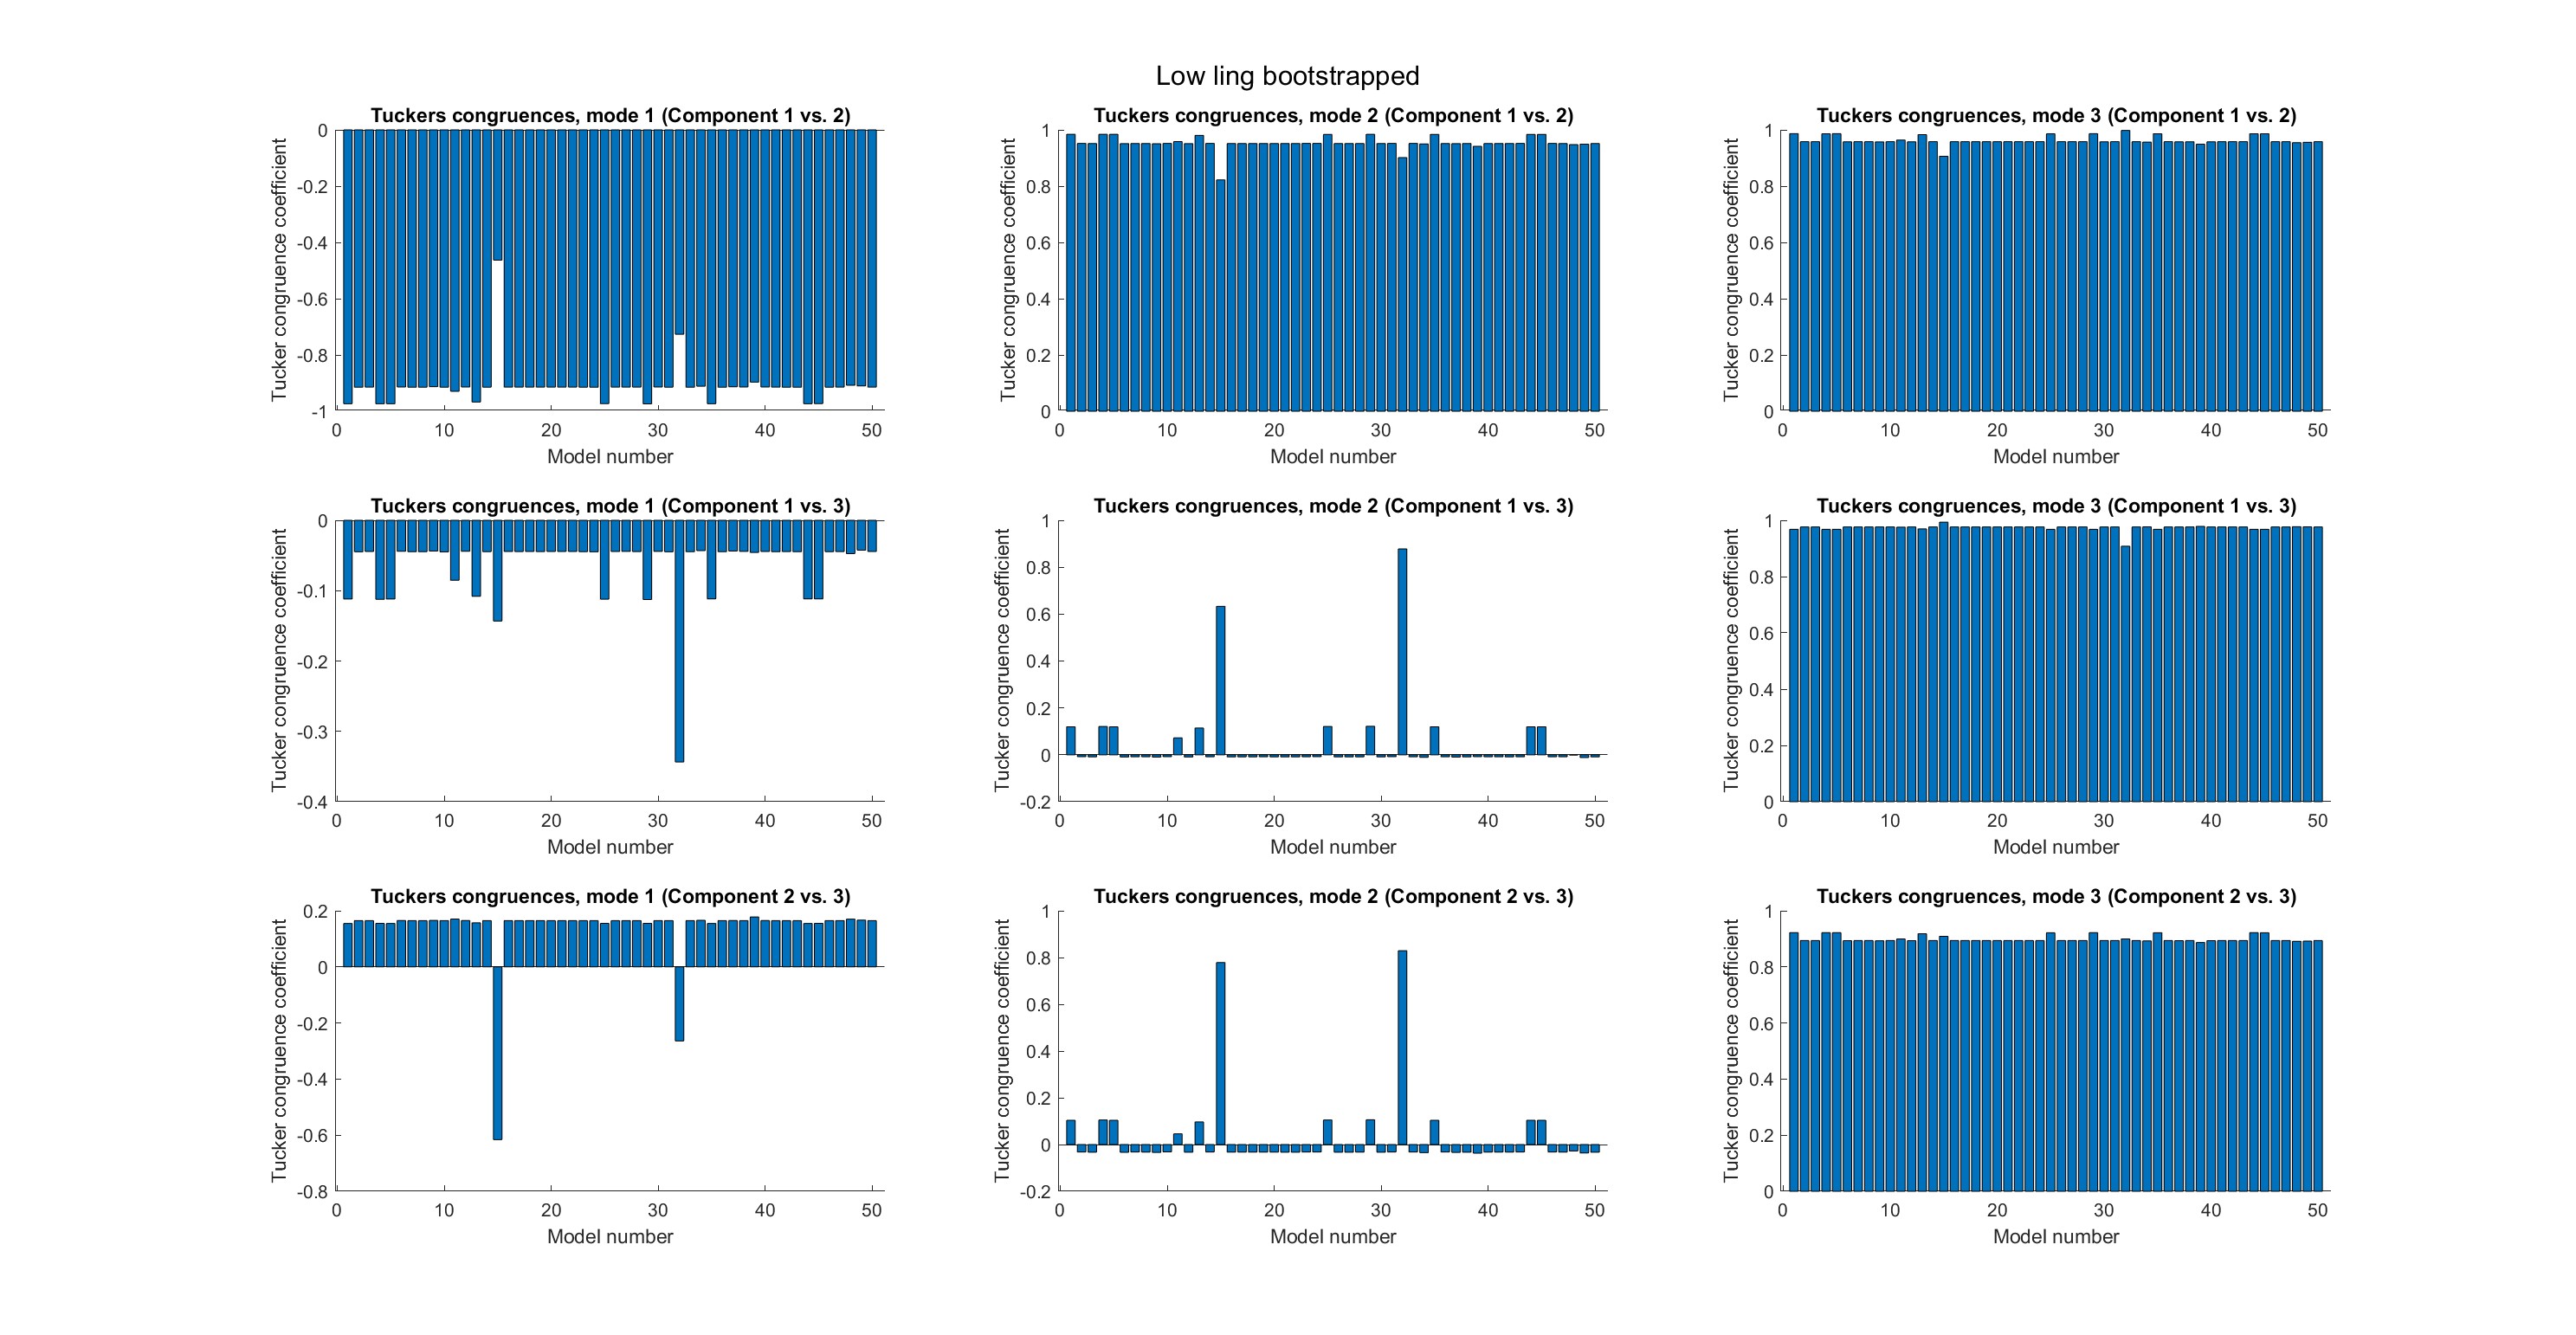 Low ling bootstrapped
Tuckers congruences, mode 1 (Component 1 vs. 2)
Tucker congruence coefficient
0
-0.2
-0.4
-0.6
-0.8
-1
0 10 20 30 40 50
Model number
Tuckers congruences, mode 2 (Component 1 vs. 2)
Tucker congruence coefficient
1
0.8
0.6
0.4
0.2
0
0 10 20 30 40 50
Model number
Tuckers congruences, mode 3 (Component 1 vs. 2)
Tucker congruence coefficient
1
0.8
0.6
0.4
0.2
0
0 10 20 30 40 50
Model number
Tuckers congruences, mode 1 (Component 1 vs. 3)
Tucker congruence coefficient
0
-0.1
-0.2
-0.3
-0.4
0 10 20 30 40 50
Model number
Tuckers congruences, mode 2 (Component 1 vs. 3)
Tucker congruence coefficient
1
0.8
0.6
0.4
0.2
0
-0.2
0 10 20 30 40 50
Model number
Tuckers congruences, mode 3 (Component 1 vs. 3)
Tucker congruence coefficient
1
0.8
0.6
0.4
0.2
0
0 10 20 30 40 50
Model number
Tuckers congruences, mode 1 (Component 2 vs. 3)
Tucker congruence coefficient
0.2
0
-0.2
-0.4
-0.6
-0.8
0 10 20 30 40 50
Model number
Tuckers congruences, mode 2 (Component 2 vs. 3)
Tucker congruence coefficient
1
0.8
0.6
0.4
0.2
0
-0.2
0 10 20 30 40 50
Model number
Tuckers congruences, mode 3 (Component 2 vs. 3)
Tucker congruence coefficient
1
0.8
0.6
0.4
0.2
0
0 10 20 30 40 50
Model number